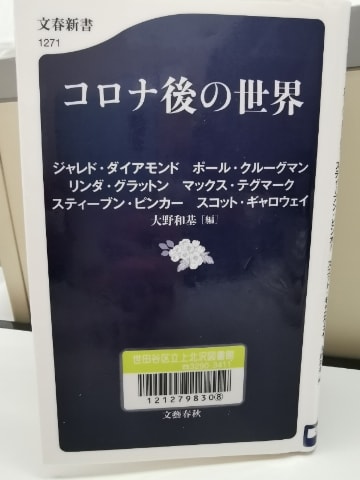 文春新書
1271
コロナ後の世界
ジャレド・ダイアモンド ポール・クルーグマン
リンダ・グラットン マックス・テグマーク
スティーブン・ピンカー スコット・ギャロウェイ
大野和基[編]
世田谷区立上北沢図書館
121279830⑧
文藝春秋